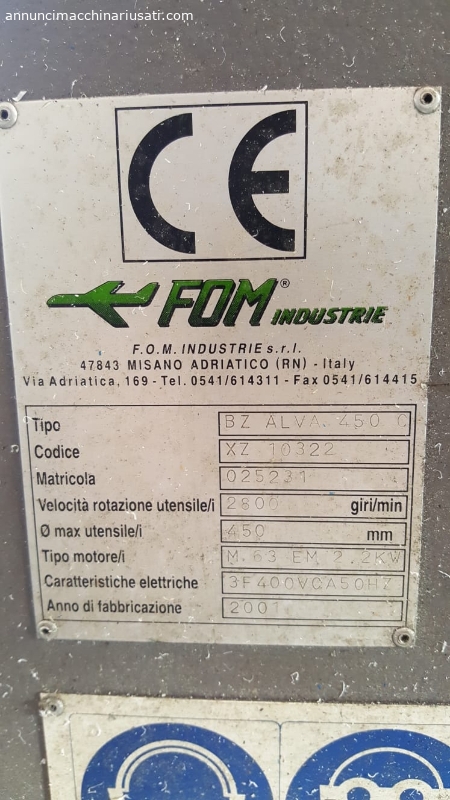 annuncimacchinariusati.com
CE
FOM® INDUSTRIE
F.O.M. INDUSTRIE s.r.l.
47843 MISANO ADRIATICO (RN) - Italy
Via Adriatica, 169 - Tel. 0541/614311 - Fax 0541/614415
Tipo BZ ALVA 450 C
Codice XZ 10322
Matricola 025231
Velocità rotazione utensile/i 2800 giri/min
Ø max utensile/i 450 mm
Tipo motore/i M.63 EM 2,2KW
Caratteristiche elettriche 3F400VCA50HZ
Anno di fabbricazione 2001